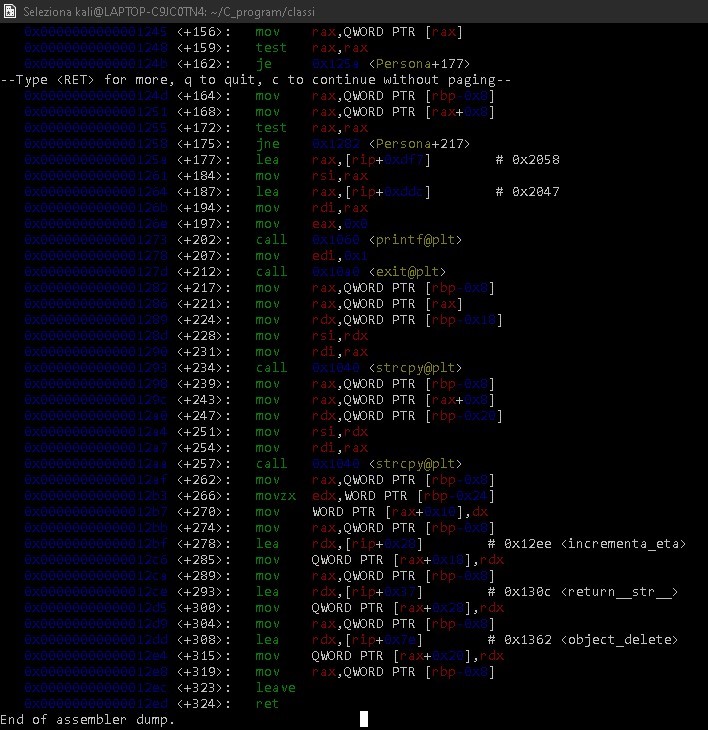 Seleziona kali@LAPTOP-C9JC0TN4: ~/C_program/classi
0x0000000000001245 <+156>: mov rax,QWORD PTR [rax]
0x0000000000001248 <+159>: test rax,rax
0x000000000000124b <+162>: je 0x125a <Persona+177>
--Type <RET> for more, q to quit, c to continue without paging--
0x000000000000124d <+164>: mov rax,QWORD PTR [rbp-0x8]
0x0000000000001251 <+168>: mov rax,QWORD PTR [rax+0x8]
0x0000000000001255 <+172>: test rax,rax
0x0000000000001258 <+175>: jne 0x1282 <Persona+217>
0x000000000000125a <+177>: lea rax,[rip+0xdf7] # 0x2058
0x0000000000001261 <+184>: mov rsi,rax
0x0000000000001264 <+187>: lea rax,[rip+0xddc] # 0x2047
0x000000000000126b <+194>: mov rdi,rax
0x000000000000126e <+197>: mov eax,0x0
0x0000000000001273 <+202>: call 0x1060 <printf@plt>
0x0000000000001278 <+207>: mov edi,0x1
0x000000000000127d <+212>: call 0x10a0 <exit@plt>
0x0000000000001282 <+217>: mov rax,QWORD PTR [rbp-0x8]
0x0000000000001286 <+221>: mov rax,QWORD PTR [rax]
0x0000000000001289 <+224>: mov rdx,QWORD PTR [rbp-0x18]
0x000000000000128d <+228>: mov rsi,rdx
0x0000000000001290 <+231>: mov rdi,rax
0x0000000000001293 <+234>: call 0x1040 <strcpy@plt>
0x0000000000001298 <+239>: mov rax,QWORD PTR [rbp-0x8]
0x000000000000129c <+243>: mov rax,QWORD PTR [rax+0x8]
0x00000000000012a0 <+247>: mov rdx,QWORD PTR [rbp-0x20]
0x00000000000012a4 <+251>: mov rsi,rdx
0x00000000000012a7 <+254>: mov rdi,rax
0x00000000000012aa <+257>: call 0x1040 <strcpy@plt>
0x00000000000012af <+262>: mov rax,QWORD PTR [rbp-0x8]
0x00000000000012b3 <+266>: movzx edx,WORD PTR [rbp-0x24]
0x00000000000012b7 <+270>: mov WORD PTR [rax+0x10],dx
0x00000000000012bb <+274>: mov rax,QWORD PTR [rbp-0x8]
0x00000000000012bf <+278>: lea rdx,[rip+0x28] # 0x12ee <incrementa_eta>
0x00000000000012c6 <+285>: mov QWORD PTR [rax+0x18],rdx
0x00000000000012ca <+289>: mov rax,QWORD PTR [rbp-0x8]
0x00000000000012ce <+293>: lea rdx,[rip+0x37] # 0x130c <return__str__>
0x00000000000012d5 <+300>: mov QWORD PTR [rax+0x20],rdx
0x00000000000012d9 <+304>: mov rax,QWORD PTR [rbp-0x8]
0x00000000000012dd <+308>: lea rdx,[rip+0x7e] # 0x1362 <object_delete>
0x00000000000012e4 <+315>: mov QWORD PTR [rax+0x28],rdx
0x00000000000012e8 <+319>: mov rax,QWORD PTR [rbp-0x8]
0x00000000000012ec <+323>: leave
0x00000000000012ed <+324>: ret
End of assembler dump.